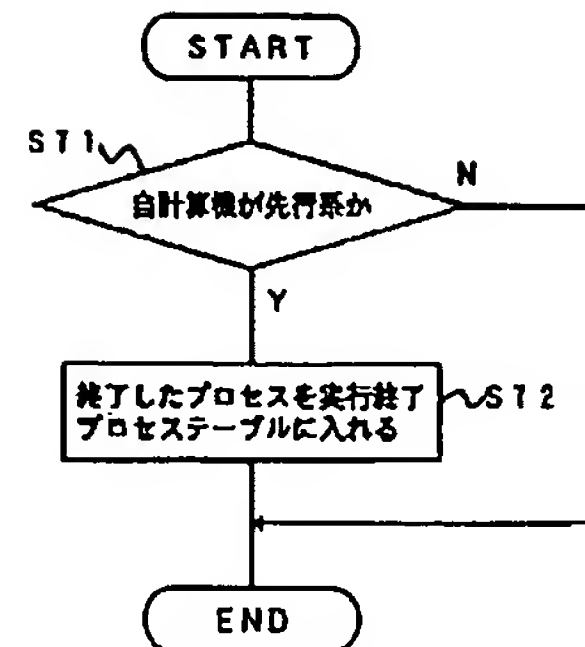 START
ST1
自計算機が先行系か
N
Y
終了したプロセスを実行終了
プロセステーブルに入れる
ST2
END